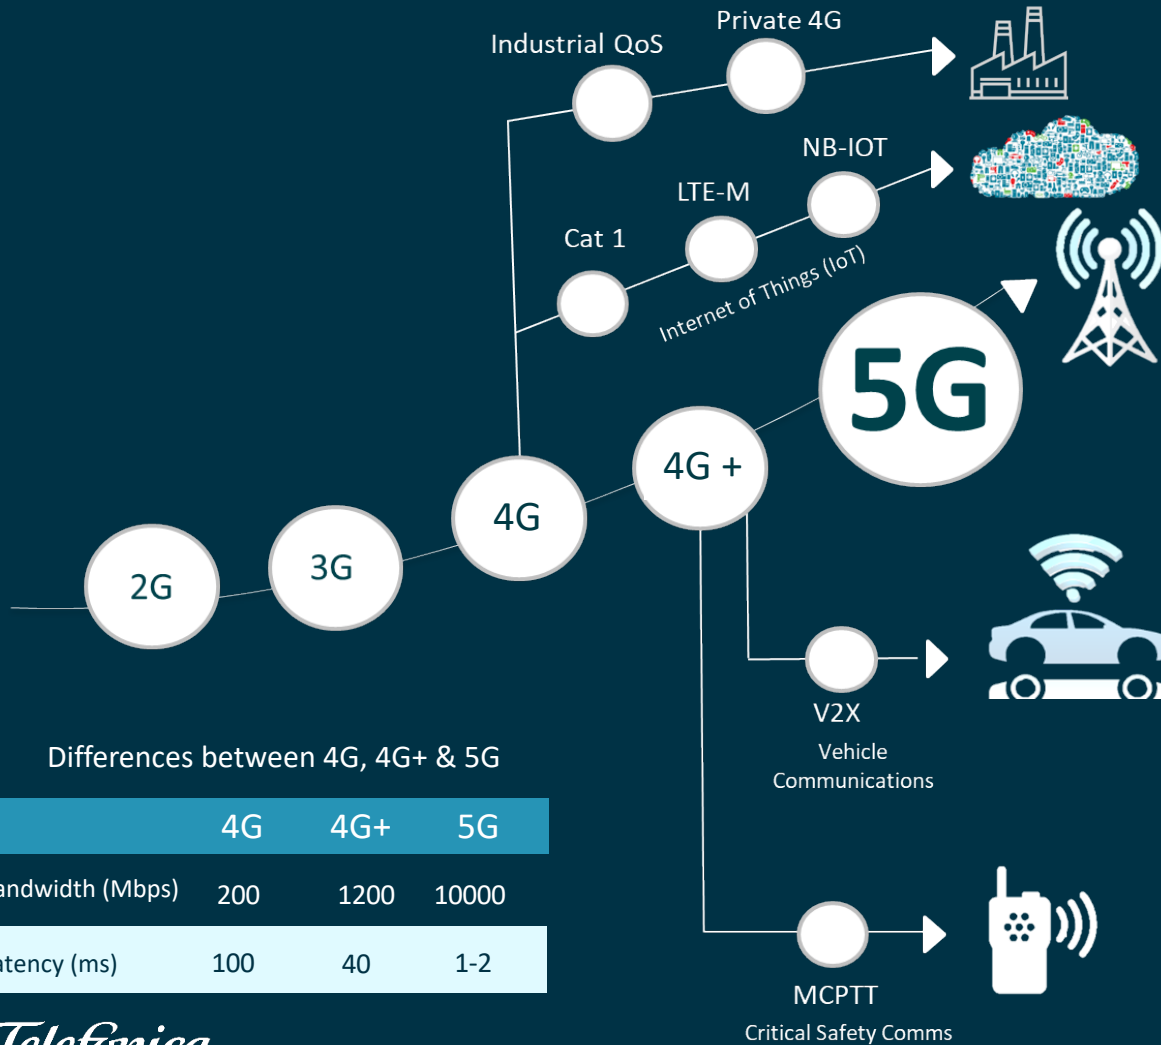 Private 4G
Industrial QoS
NB-IOT
LTE-M
Cat 1
Internet of Things (IoT)
5G
4G +
4G
3G
2G
V2X
Vehicle
Communications
Differences between 4G, 4G+ & 5G
4G 4G+ 5G
andwidth (Mbps) 200 1200 10000
atency (ms) 100 40 1-2
MCPTT
Critical Safety Comms
Telefónica